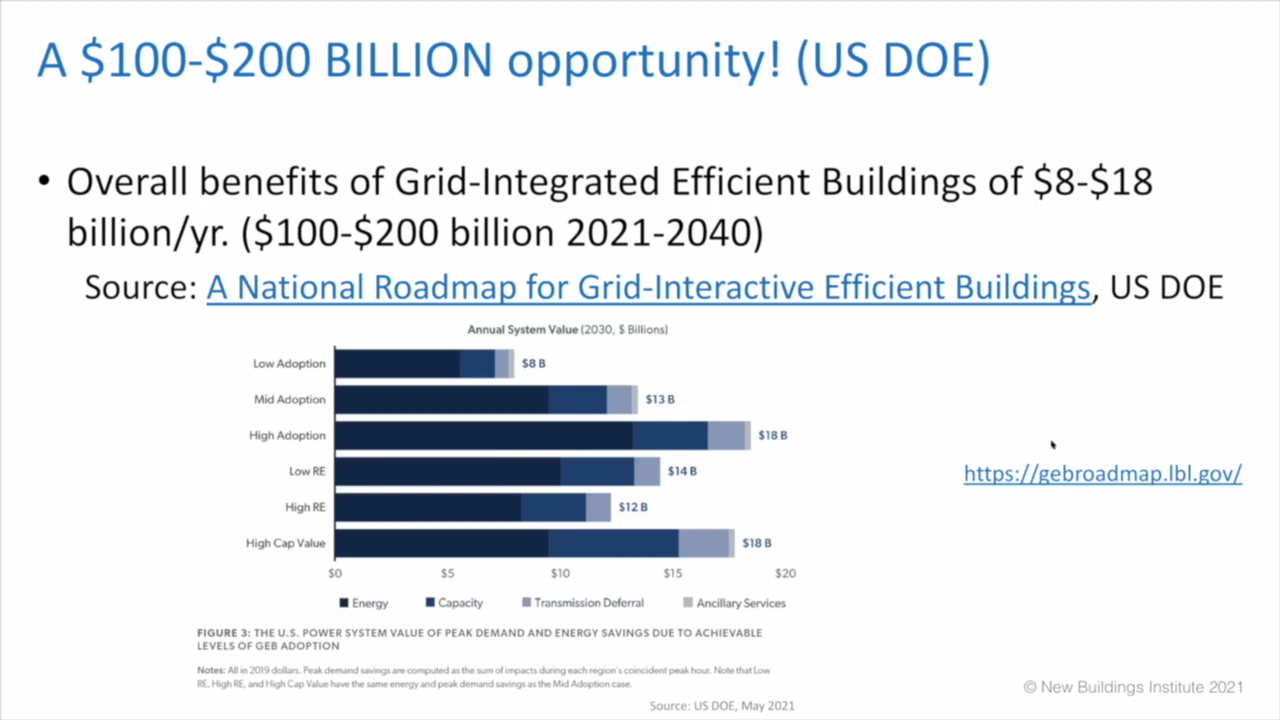 A $100-$200 BILLION opportunity! (US DOE)
• Overall benefits of Grid-Integrated Efficient Buildings of $8-$18
billion/yr. ($100-$200 billion 2021-2040)
Source: A National Roadmap for Grid-Interactive Efficient Buildings, US DOE
Annual System Value (2030, $ Billions)
Low Adoption $8 B
Mid Adoption $13 B
High Adoption $18 B
Low RE $14 B
High RE $12 B
High Cap Value $18 B
$0 $5 $10 $15 $20
Energy Capacity Transmission Deferral Ancillary Services
https://gebroadmap.lbl.gov/
FIGURE 3: THE U.S. POWER SYSTEM VALUE OF PEAK DEMAND AND ENERGY SAVINGS DUE TO ACHIEVABLE
LEVELS OF GEB ADOPTION
Notes: All in 2019 dollars. Peak demand savings are computed as the sum of impacts during each region's coincident peak hour. Note that Low
RE, High RE, and High Cap Value have the same energy and peak demand savings as the Mid Adoption case.
Source: US DOE, May 2021
© New Buildings Institute 2021